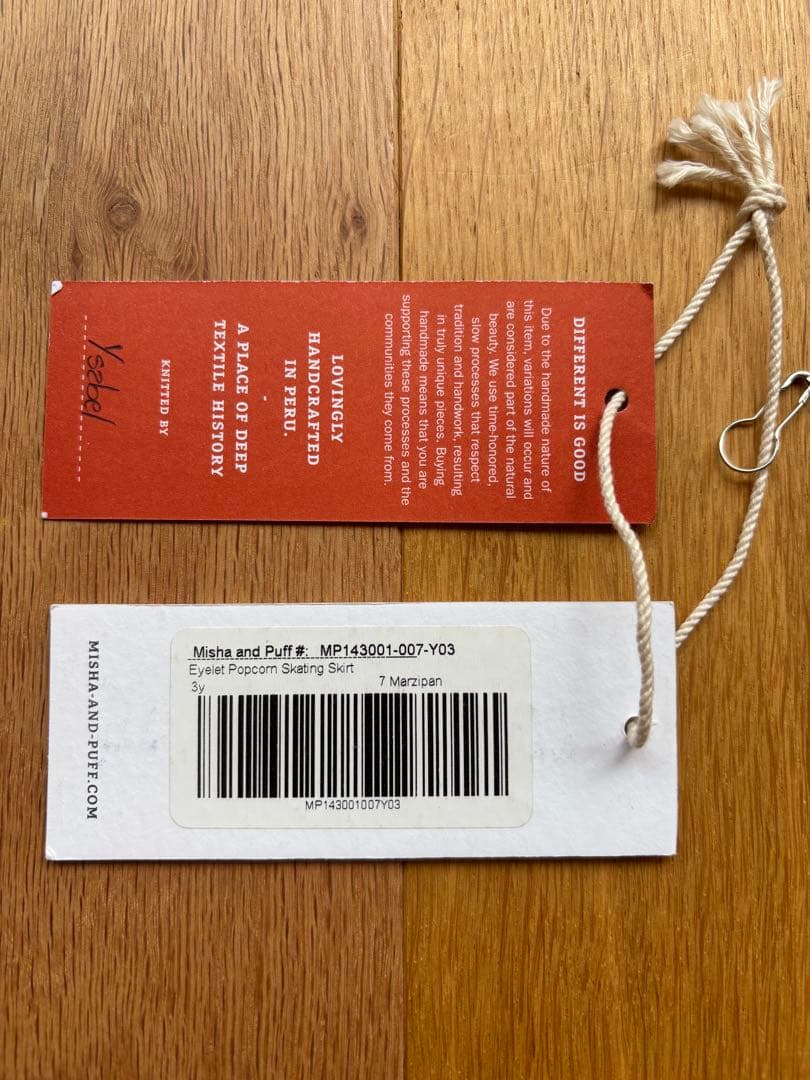 DIFFERENT IS GOOD
Due to the handmade nature of
this item, variations will occur and
are considered part of the natural
beauty. We use time-honored,
slow processes that respect
tradition and handwork, resulting
in truly unique pieces. Buying
handmade means that you are
supporting these processes and the
communities they come from.
LOVINGLY
HANDCRAFTED
IN PERU.
-
A PLACE OF DEEP
TEXTILE HISTORY
KNITTED BY
Ysabel
Misha and Puff #: MP143001-007-Y03
Eyelet Popcorn Skating Skirt
3y 7 Marzipan
MP143001007Y03
MISHA-AND-PUFF.COM